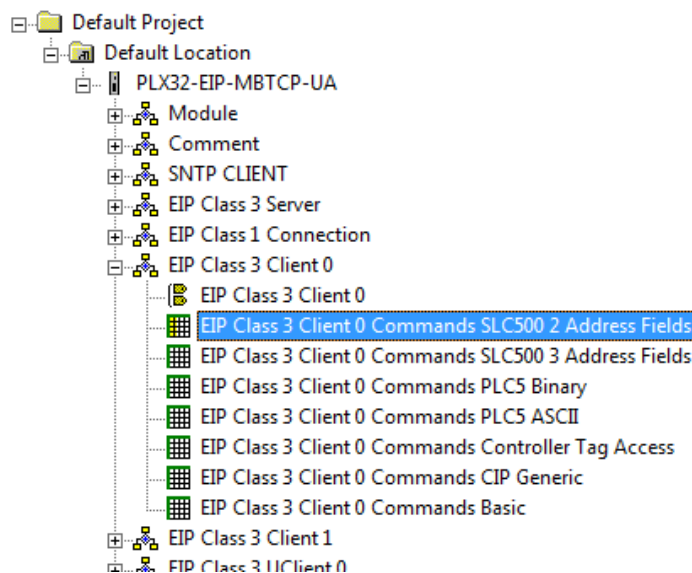 Default Project
Default Location
PLX32-EIP-MBTCP-UA
Module
Comment
SNTP CLIENT
EIP Class 3 Server
EIP Class 1 Connection
EIP Class 3 Client 0
EIP Class 3 Client 0
EIP Class 3 Client 0 Commands SLC500 2 Address Fields
EIP Class 3 Client 0 Commands SLC500 3 Address Fields
EIP Class 3 Client 0 Commands PLC5 Binary
EIP Class 3 Client 0 Commands PLC5 ASCII
EIP Class 3 Client 0 Commands Controller Tag Access
EIP Class 3 Client 0 Commands CIP Generic
EIP Class 3 Client 0 Commands Basic
EIP Class 3 Client 1
EIP Class 3 UClient 0